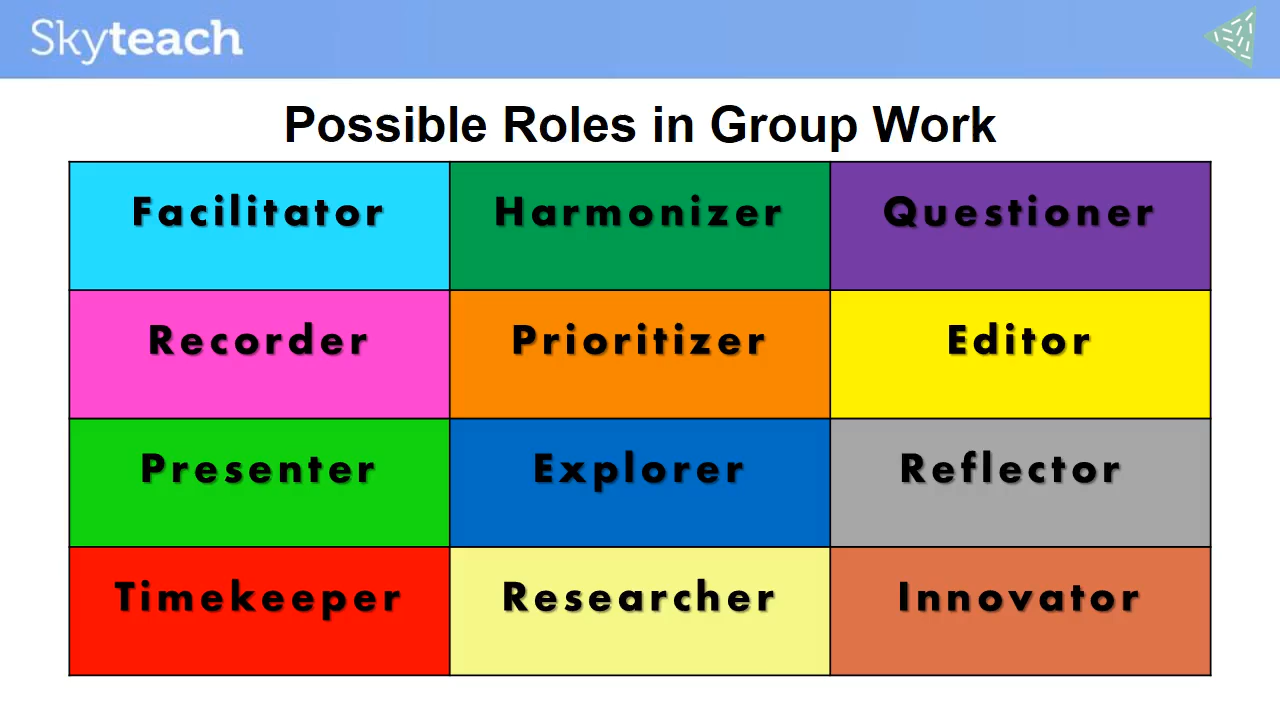 Skyteach
Possible Roles in Group Work
Facilitator
Harmonizer
Questioner
Recorder
Prioritizer
Editor
Presenter
Explorer
Reflector
Timekeeper
Researcher
Innovator